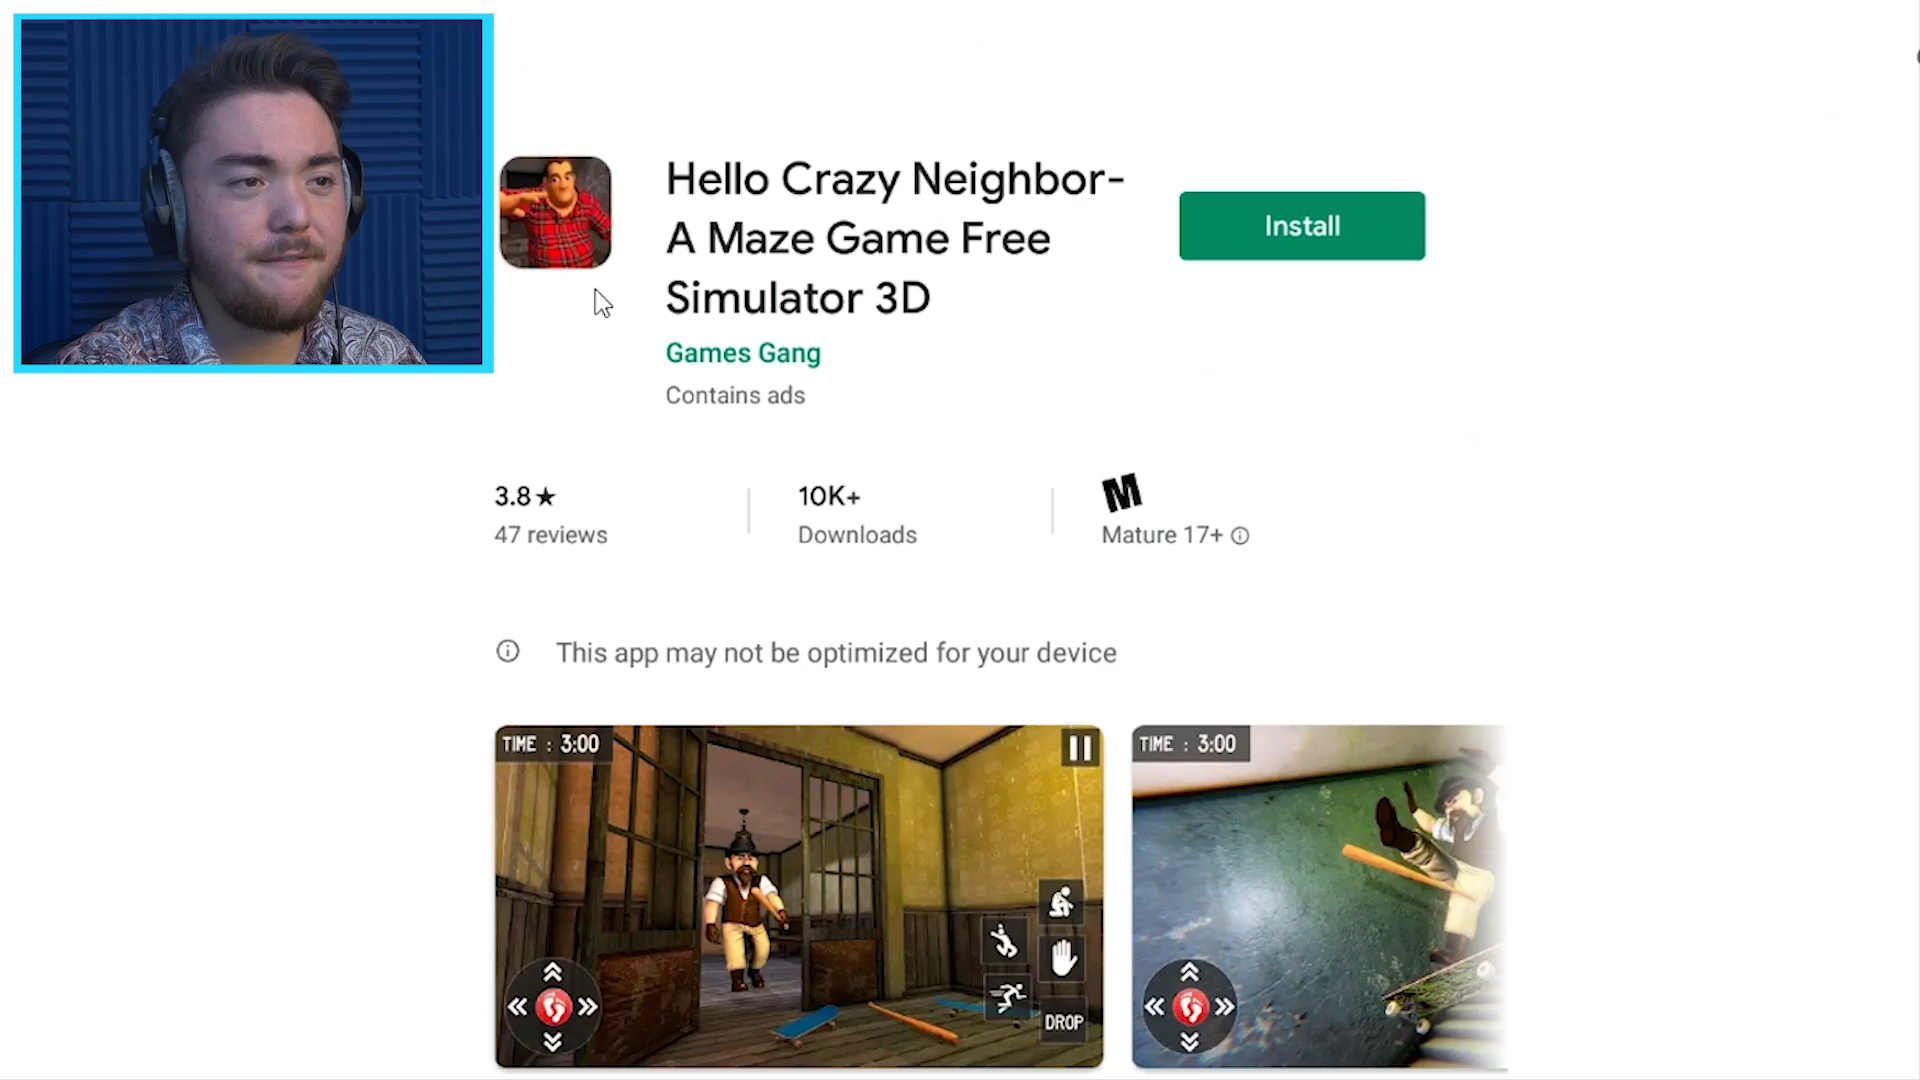 Hello Crazy Neighbor-
A Maze Game Free
Simulator 3D
Install
Games Gang
Contains ads
3.8★
47 reviews
10K+
Downloads
M
Mature 17+
This app may not be optimized for your device
TIME : 3:00
DROP
TIME : 3:00